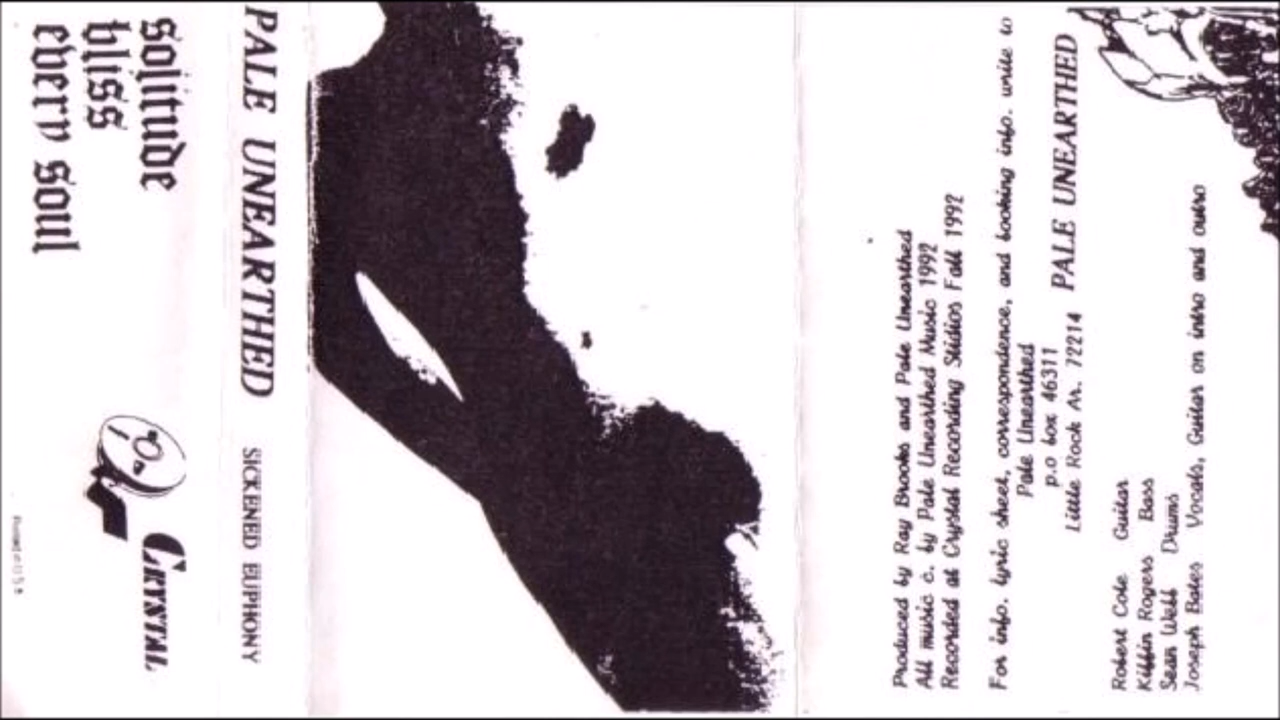 solitude
bliss
every soul
CRYSTAL
PALE UNEARTHED
SICKENED EUPHONY
Produced by Ray Brooks and Pale Unearthed
All music c. by Pale Unearthed Music 1992
Recorded at Crystal Recording Studios Fall 1992
For info. lyric sheet, correspondence, and booking info. write to
Pale Unearthed
p.o box 46311
Little Rock Ar. 72214
PALE UNEARTHED
Robert Cole Guitar
Kiffin Rogers Bass
Sean Webb Drums
Joseph Bates Vocals, Guitar on intro and outro